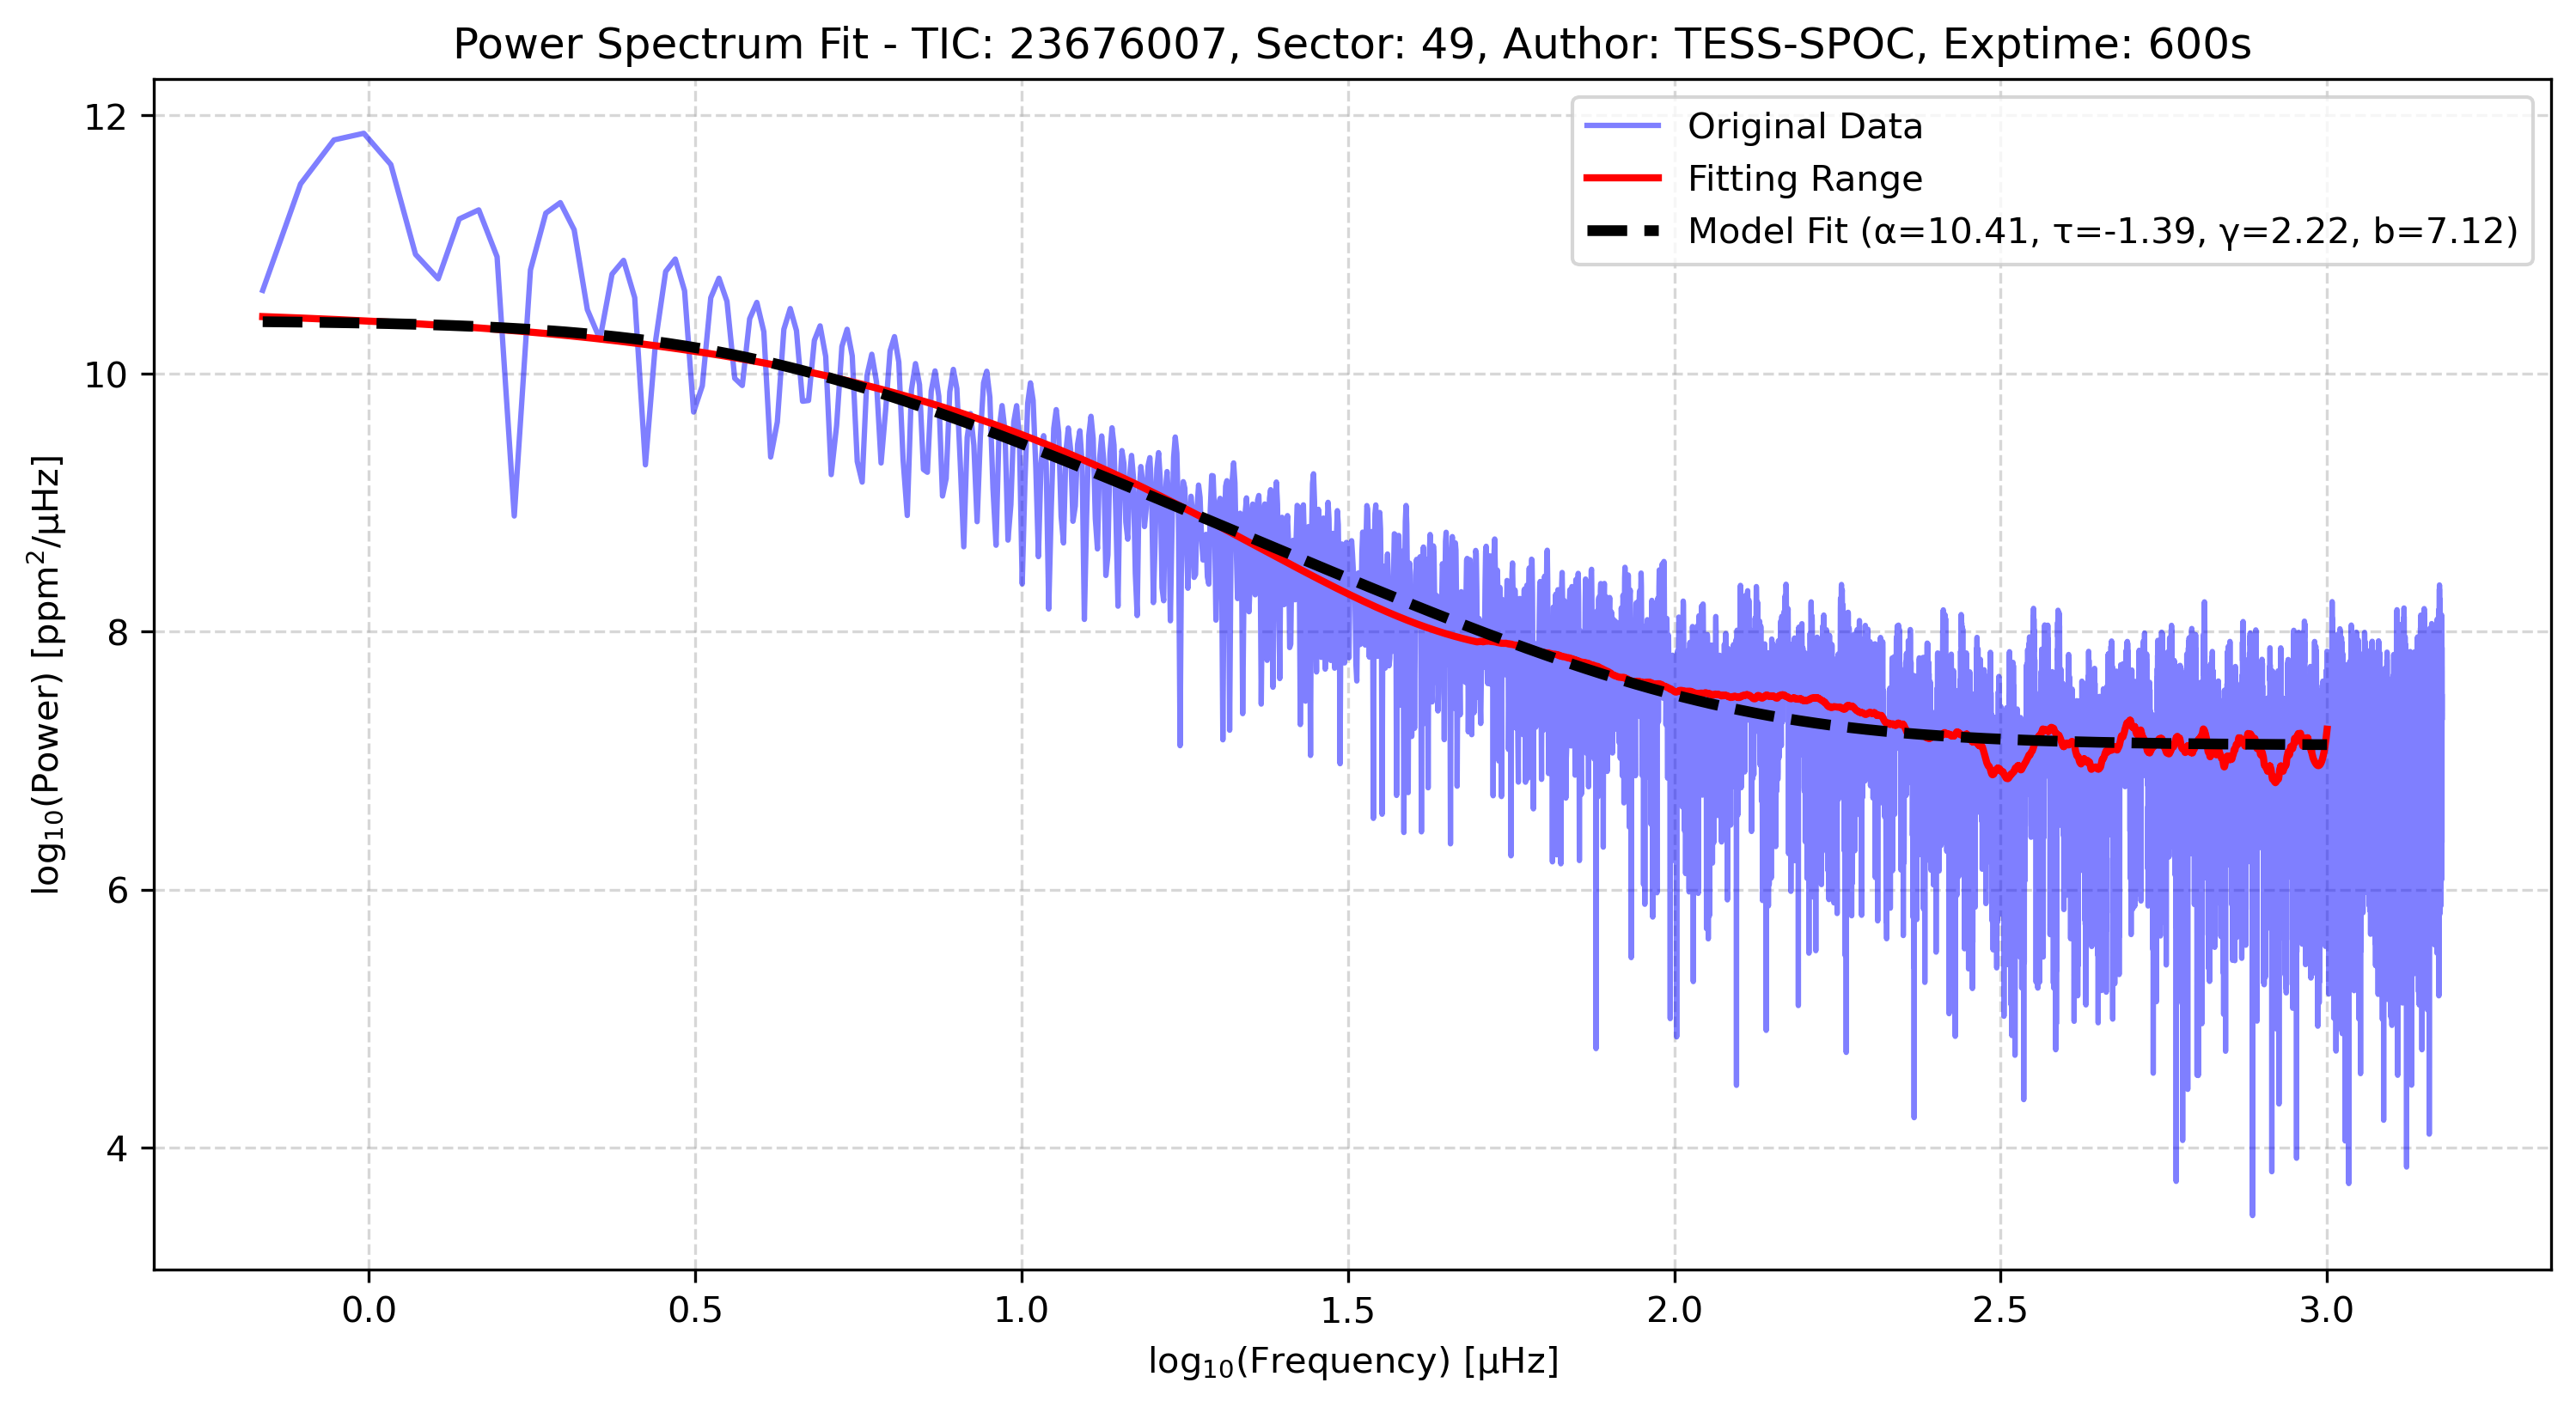 Power Spectrum Fit - TIC: 23676007, Sector: 49, Author: TESS-SPOC, Exptime: 600s
Original Data
Fitting Range
Model Fit (α=10.41, τ=-1.39, γ=2.22, b=7.12)
log₁₀(Power) [ppm²/μHz]
12
10
8
6
4
0.0 0.5 1.0 1.5 2.0 2.5 3.0
log₁₀(Frequency) [μHz]